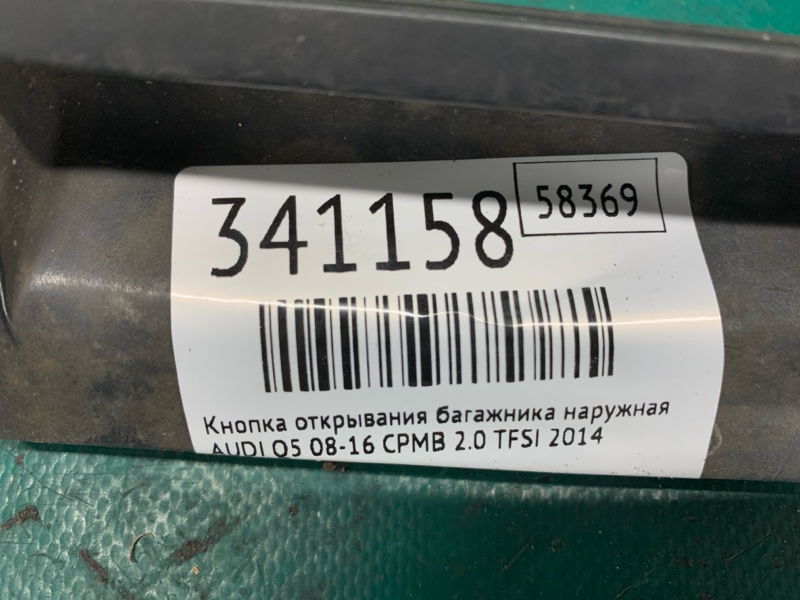 341158
58369
Кнопка открывания багажника наружная
AUDI Q5 08-16 CPMB 2.0 TFSI 2014